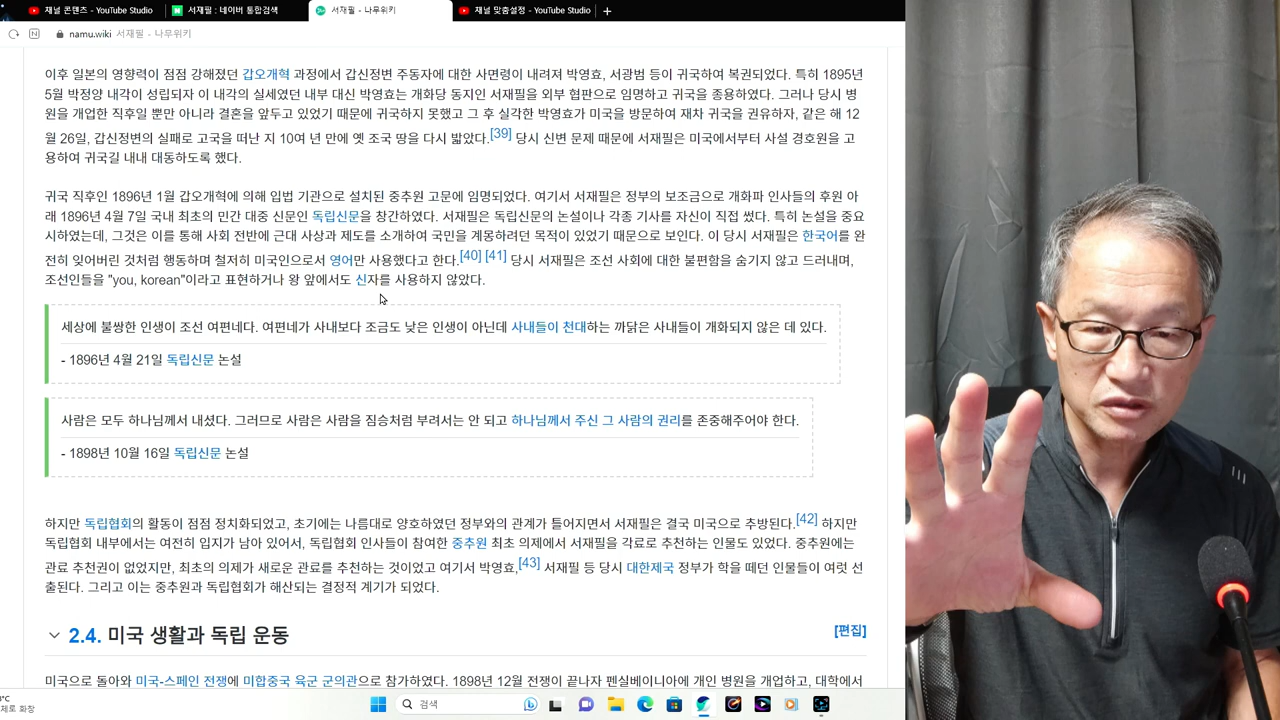 재널 콘텐츠 - YouTube Studio
서재필 : 네이버 통합검색
서재필 - 나무위키
재널 맞춤설정 - YouTube Studio
namu.wiki 서재필 - 나무위키
이후 일본의 영향력이 점점 강해졌던 갑오개혁 과정에서 갑신정변 주동자에 대한 사면령이 내려져 박영효, 서광범 등이 귀국하여 복권되었다. 특히 1895년
5월 박정양 내각이 성립되자 이 내각의 실세였던 내부 대신 박영효는 개화당 동지인 서재필을 외부 협판으로 임명하고 귀국을 종용하였다. 그러나 당시 병
원을 개업한 직후일 뿐만 아니라 결혼을 앞두고 있었기 때문에 귀국하지 못했고 그 후 실각한 박영효가 미국을 방문하여 재차 귀국을 권유하자, 같은 해 12
월 26일, 갑신정변의 실패로 고국을 떠난 지 10여 년 만에 옛 조국 땅을 다시 밟았다.[39] 당시 신변 문제 때문에 서재필은 미국에서부터 사설 경호원을 고
용하여 귀국길 내내 대동하도록 했다.
귀국 직후인 1896년 1월 갑오개혁에 의해 입법 기관으로 설치된 중추원 고문에 임명되었다. 여기서 서재필은 정부의 보조금으로 개화파 인사들의 후원 아
래 1896년 4월 7일 국내 최초의 민간 대중 신문인 독립신문을 창간하였다. 서재필은 독립신문의 논설이나 각종 기사를 자신이 직접 썼다. 특히 논설을 중요
시하였는데, 그것은 이를 통해 사회 전반에 근대 사상과 제도를 소개하여 국민을 계몽하려던 목적이 있었기 때문으로 보인다. 이 당시 서재필은 한국어를 완
전히 잊어버린 것처럼 행동하며 철저히 미국인으로서 영어만 사용했다고 한다.[40] [41] 당시 서재필은 조선 사회에 대한 불편함을 숨기지 않고 드러내며,
조선인들을 "you, korean"이라고 표현하거나 왕 앞에서도 신자를 사용하지 않았다.
세상에 불쌍한 인생이 조선 여편네다. 여편네가 사내보다 조금도 낮은 인생이 아닌데 사내들이 천대하는 까닭은 사내들이 개화되지 않은 데 있다.
- 1896년 4월 21일 독립신문 논설
사람은 모두 하나님께서 내셨다. 그러므로 사람은 사람을 짐승처럼 부려서는 안 되고 하나님께서 주신 그 사람의 권리를 존중해주어야 한다.
- 1898년 10월 16일 독립신문 논설
하지만 독립협회의 활동이 점점 정치화되었고, 초기에는 나름대로 양호하였던 정부와의 관계가 틀어지면서 서재필은 결국 미국으로 추방된다.[42] 하지만
독립협회 내부에서는 여전히 입지가 남아 있어서, 독립협회 인사들이 참여한 중추원 최초 의제에서 서재필을 각료로 추천하는 인물도 있었다. 중추원에는
관료 추천권이 없었지만, 최초의 의제가 새로운 관료를 추천하는 것이었고 여기서 박영효,[43] 서재필 등 당시 대한제국 정부가 학을 떼던 인물들이 여럿 선
출된다. 그리고 이는 중추원과 독립협회가 해산되는 결정적 계기가 되었다.
2.4. 미국 생활과 독립 운동 [편집]
미국으로 돌아와 미국-스페인 전쟁에 미합중국 육군 군의관으로 참가하였다. 1898년 12월 전쟁이 끝나자 펜실베이니아에 개인 병원을 개업하고, 대학에서
검색